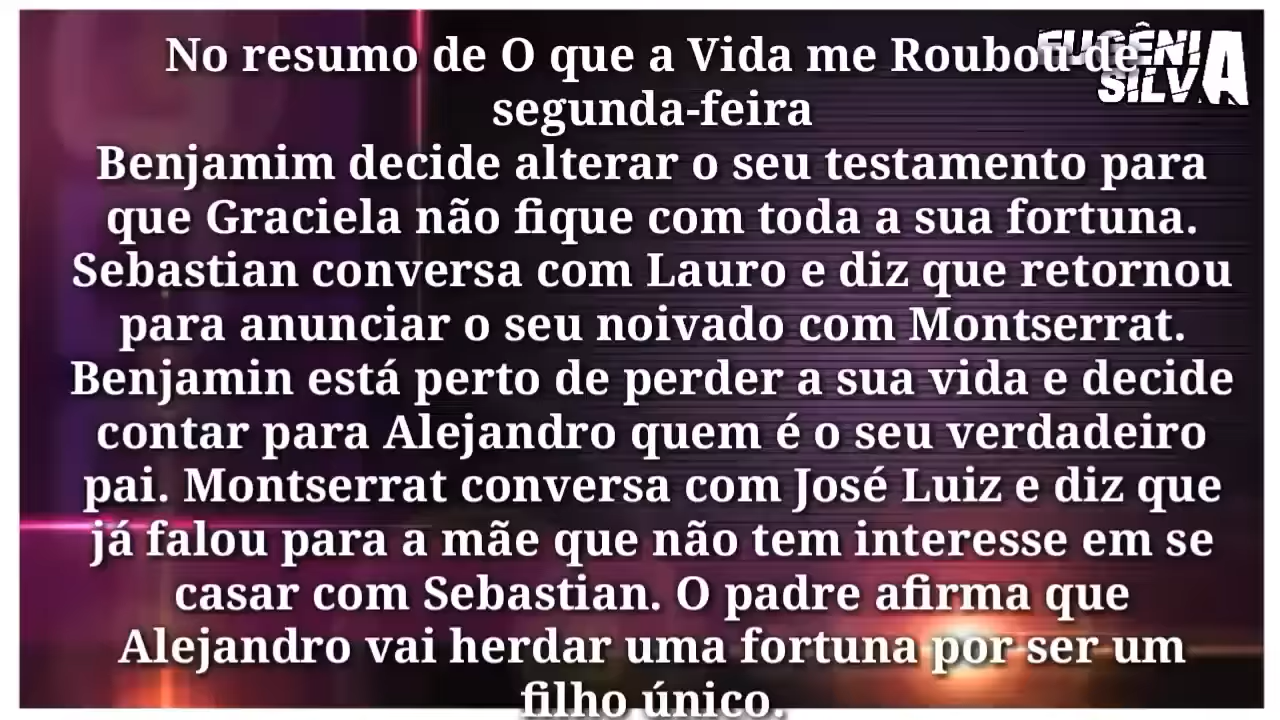 No resumo de O que a Vida me Roubou de
segunda-feira
Benjamim decide alterar o seu testamento para
que Graciela não fique com toda a sua fortuna.
Sebastian conversa com Lauro e diz que retornou
para anunciar o seu noivado com Montserrat.
Benjamin está perto de perder a sua vida e decide
contar para Alejandro quem é o seu verdadeiro
pai. Montserrat conversa com José Luiz e diz que
já falou para a mãe que não tem interesse em se
casar com Sebastian. O padre afirma que
Alejandro vai herdar uma fortuna por ser um
filho único.
EUGÊNI
SILVA